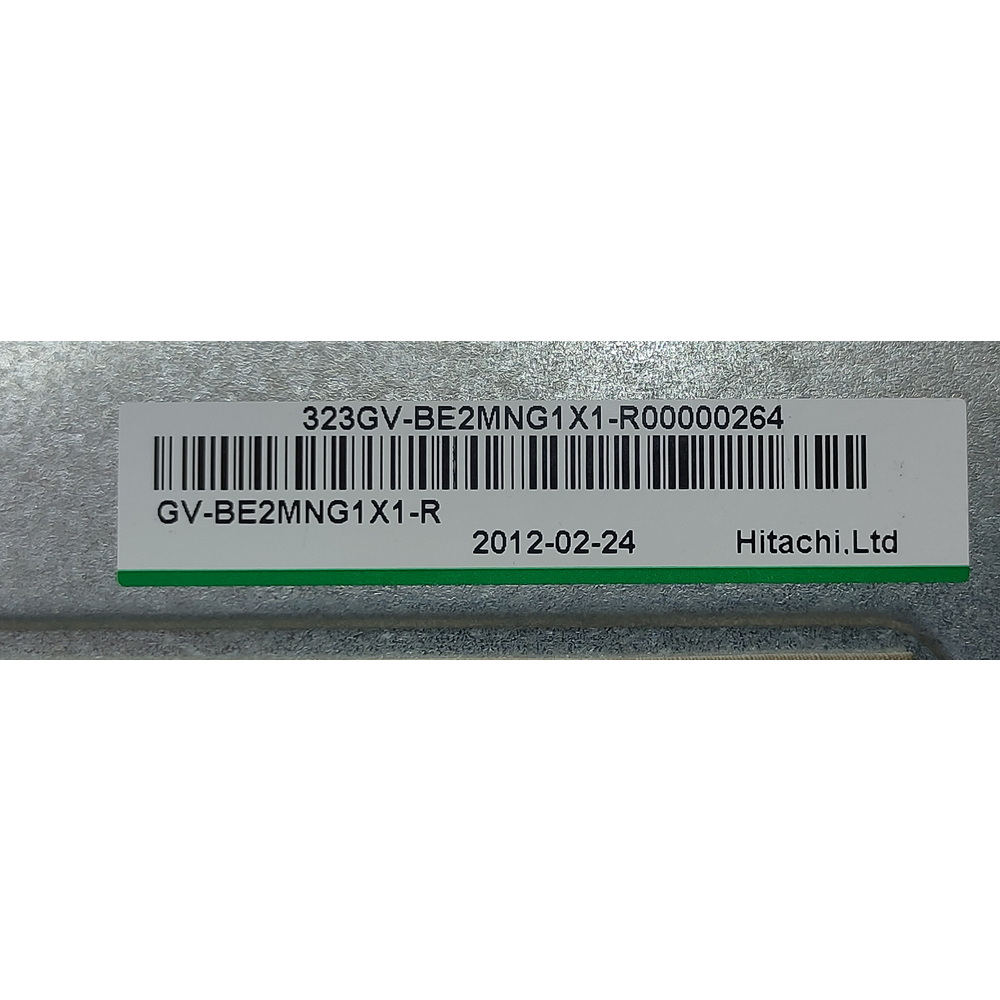 323GV-BE2MNG1X1-R00000264
GV-BE2MNG1X1-R
2012-02-24 Hitachi,Ltd